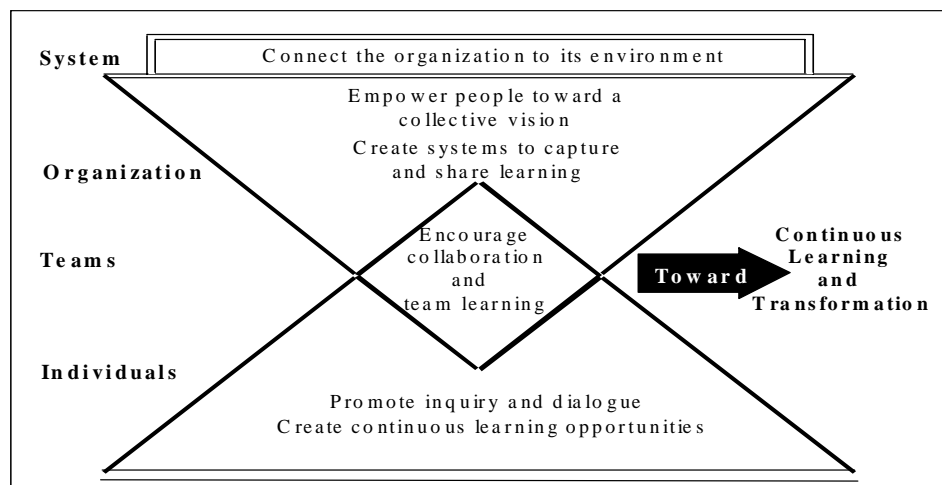 System
Connect the organization to its environment
Empower people toward a
collective vision
Create systems to capture
and share learning
Organization
Encourage
collaboration
and
team learning
Teams
Toward
Continuous
Learning
and
Transformation
Individuals
Promote inquiry and dialogue
Create continuous learning opportunities